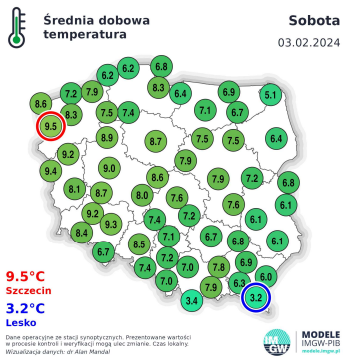 Średnia dobowa
temperatura
Sobota
03.02.2024
6.2 6.2 6.8
7.2 7.9 8.3 6.4 6.9 5.1
8.6 8.3 7.5 7.4 7.1 6.7
9.5 8.9 8.7 7.5 7.5 6.4
9.2 7.9
9.4 9.0 8.6 7.9 7.2 6.8
8.1 8.7 8.0 7.6 7.6 6.1
9.2 9.3 7.4 7.2 6.1
8.4 7.1 6.7 6.8 6.1
6.7 8.5
7.4 7.2 7.0 7.8 6.9
7.0 6.3 6.0
3.4 3.2
9.5°C
Szczecin
3.2°C
Lesko
Dane operacyjne ze stacji synoptycznych. Prezentowane wartości
w procesie kontroli i weryfikacji mogą ulec zmianie. Czas lokalny.
Wizualizacja danych: dr Alan Mandal
IM
GW
MODELE
IMGW-PIB
modele.imgw.pl